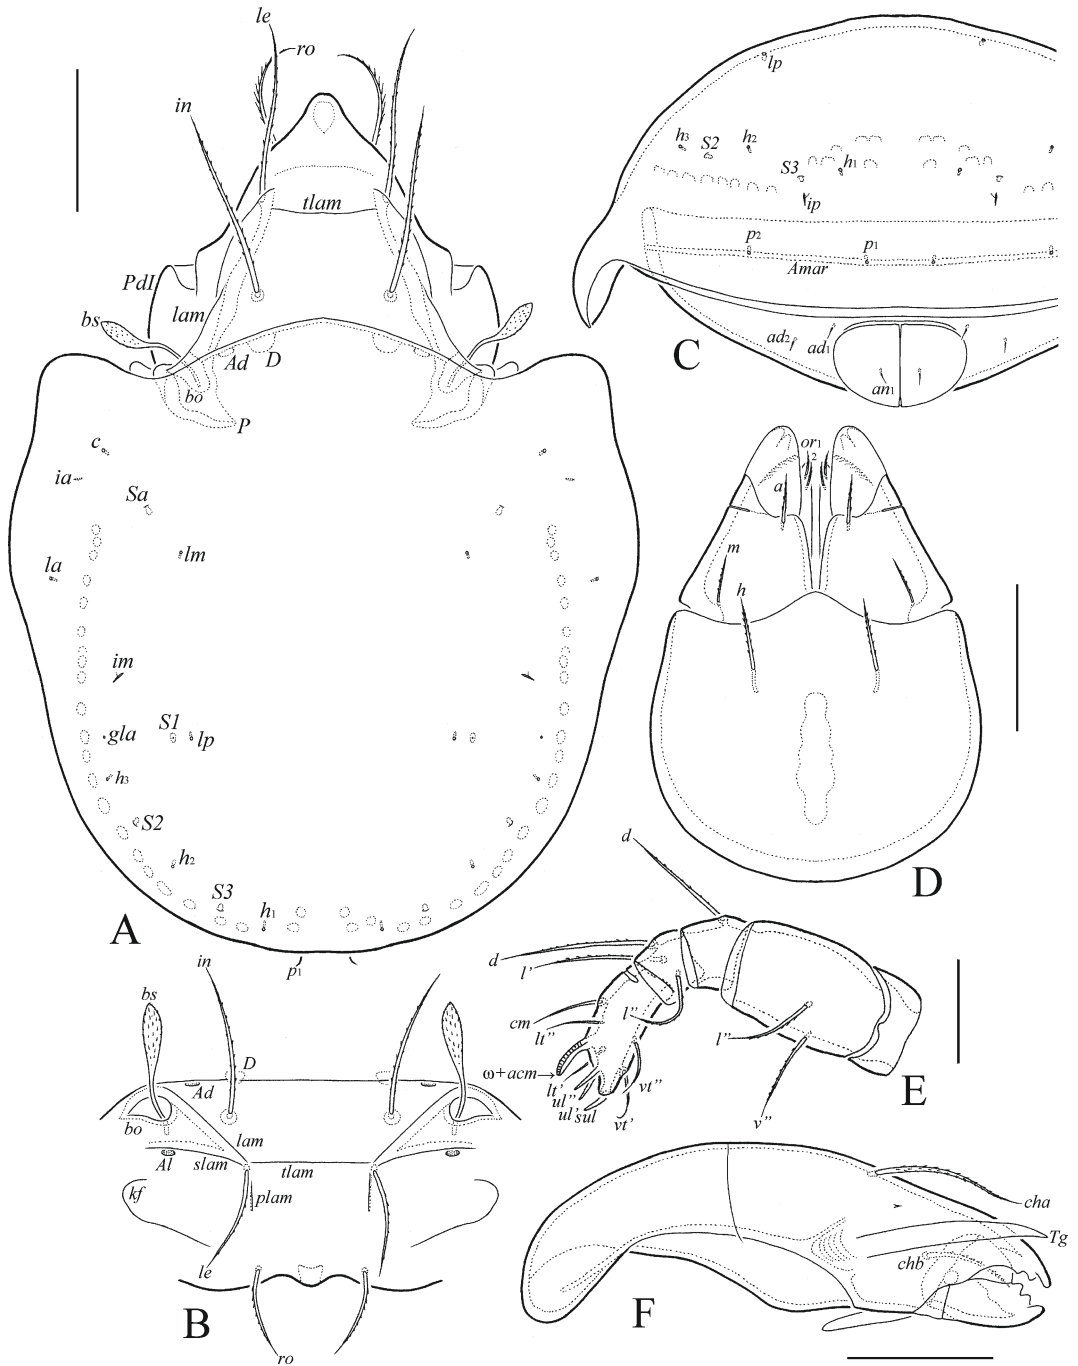 le
ro
in
tlam
PdI
lam
bs
Ad
D
bo
P
c
ia
Sa
lm
la
im
S1
gla
lp
h3
S2
h2
S3
h1
p1
A
lp
h3
S2
h2
S3
h1
ip
p2
p1
Amar
ad2
ad1
an1
C
or1
2
a
m
h
D
in
bs
D
Ad
bo
lam
Al
slam
tlam
kf
plam
le
B
ro
d
d
l’
cm
lt”
l”
l”
ω+acm→
lt’
ul”
ul’
sul
vt”
vt’
v”
E
cha
Tg
chb
F